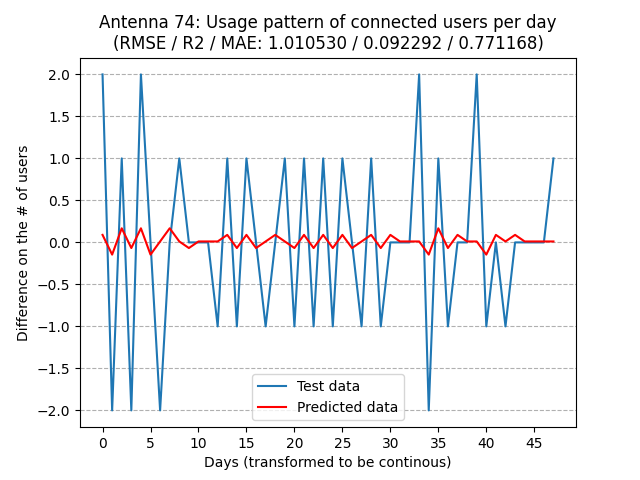 Antenna 74: Usage pattern of connected users per day
(RMSE / R2 / MAE: 1.010530 / 0.092292 / 0.771168)
Difference on the # of users
2.0
1.5
1.0
0.5
0.0
−0.5
−1.0
−1.5
−2.0
Test data
Predicted data
0 5 10 15 20 25 30 35 40 45
Days (transformed to be continous)